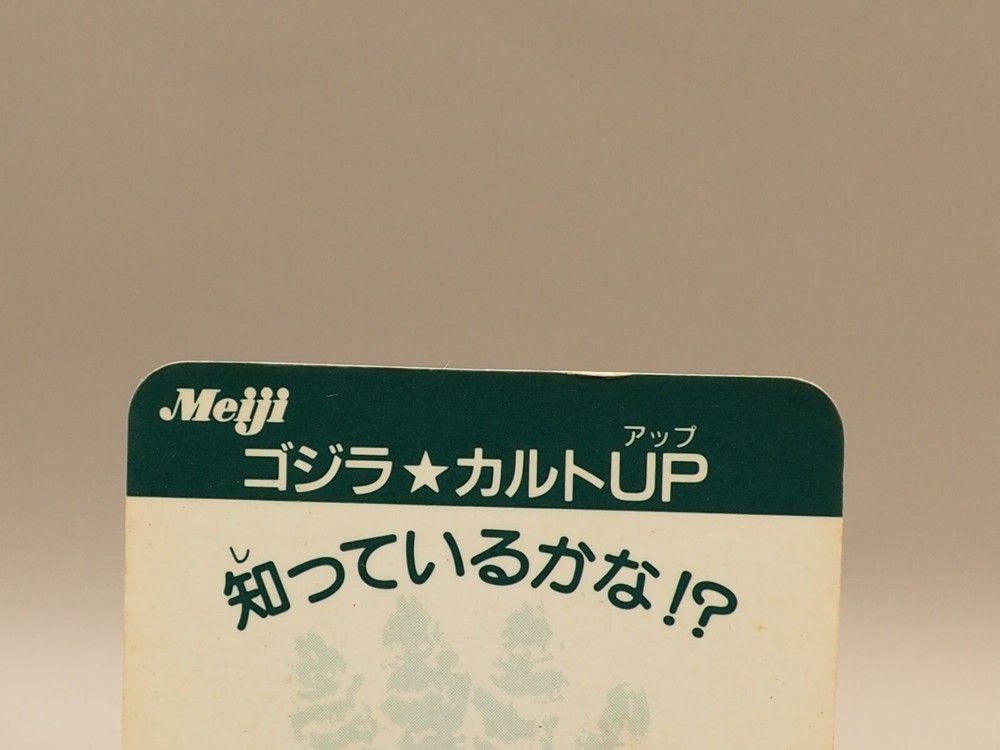 Meiji
アップ
ゴジラ★カルトUP
し
知っているかな!?